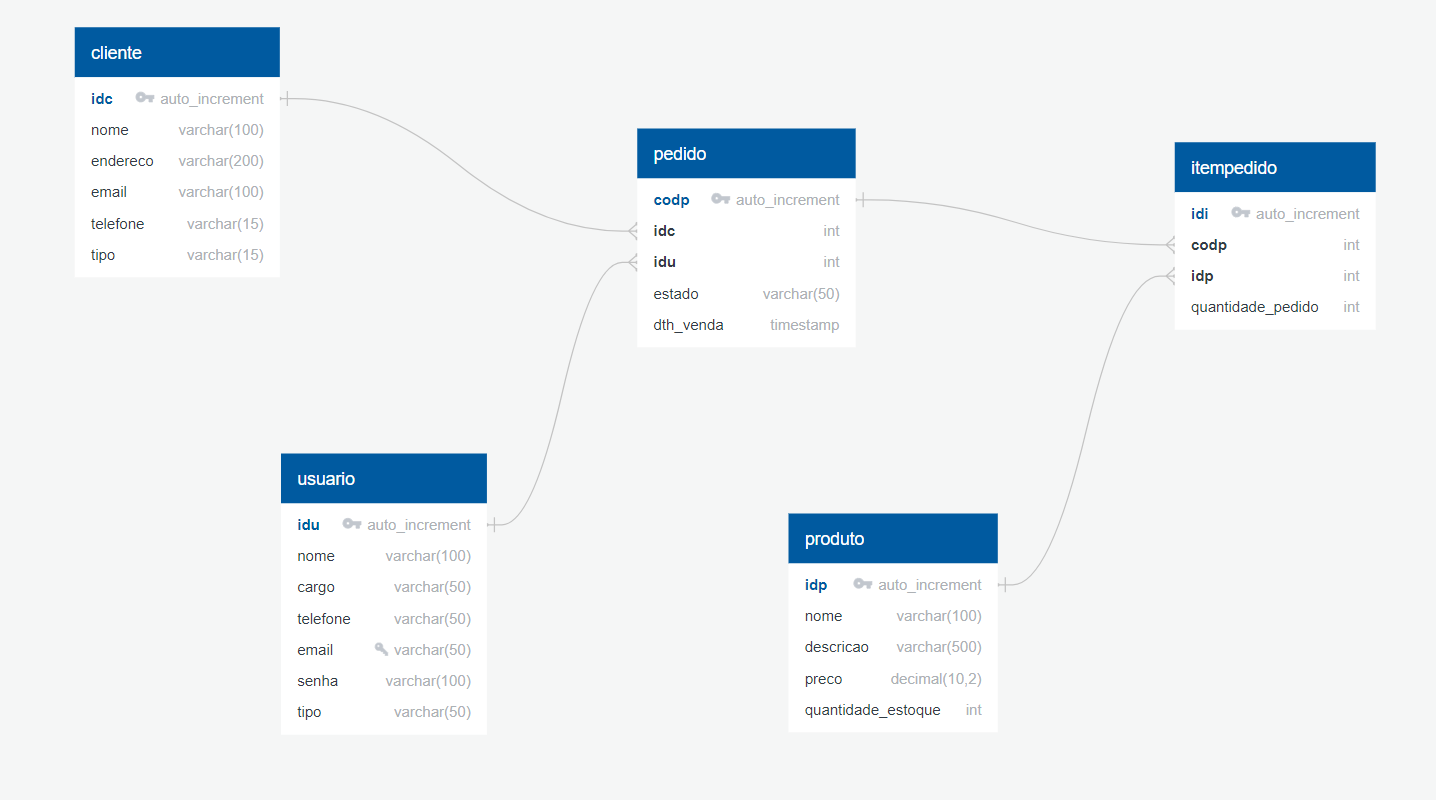 cliente
idc auto_increment
nome varchar(100)
endereco varchar(200)
email varchar(100)
telefone varchar(15)
tipo varchar(15)
pedido
codp auto_increment
idc int
idu int
estado varchar(50)
dth_venda timestamp
itempedido
idi auto_increment
codp int
idp int
quantidade_pedido int
usuario
idu auto_increment
nome varchar(100)
cargo varchar(50)
telefone varchar(50)
email varchar(50)
senha varchar(100)
tipo varchar(50)
produto
idp auto_increment
nome varchar(100)
descricao varchar(500)
preco decimal(10,2)
quantidade_estoque int